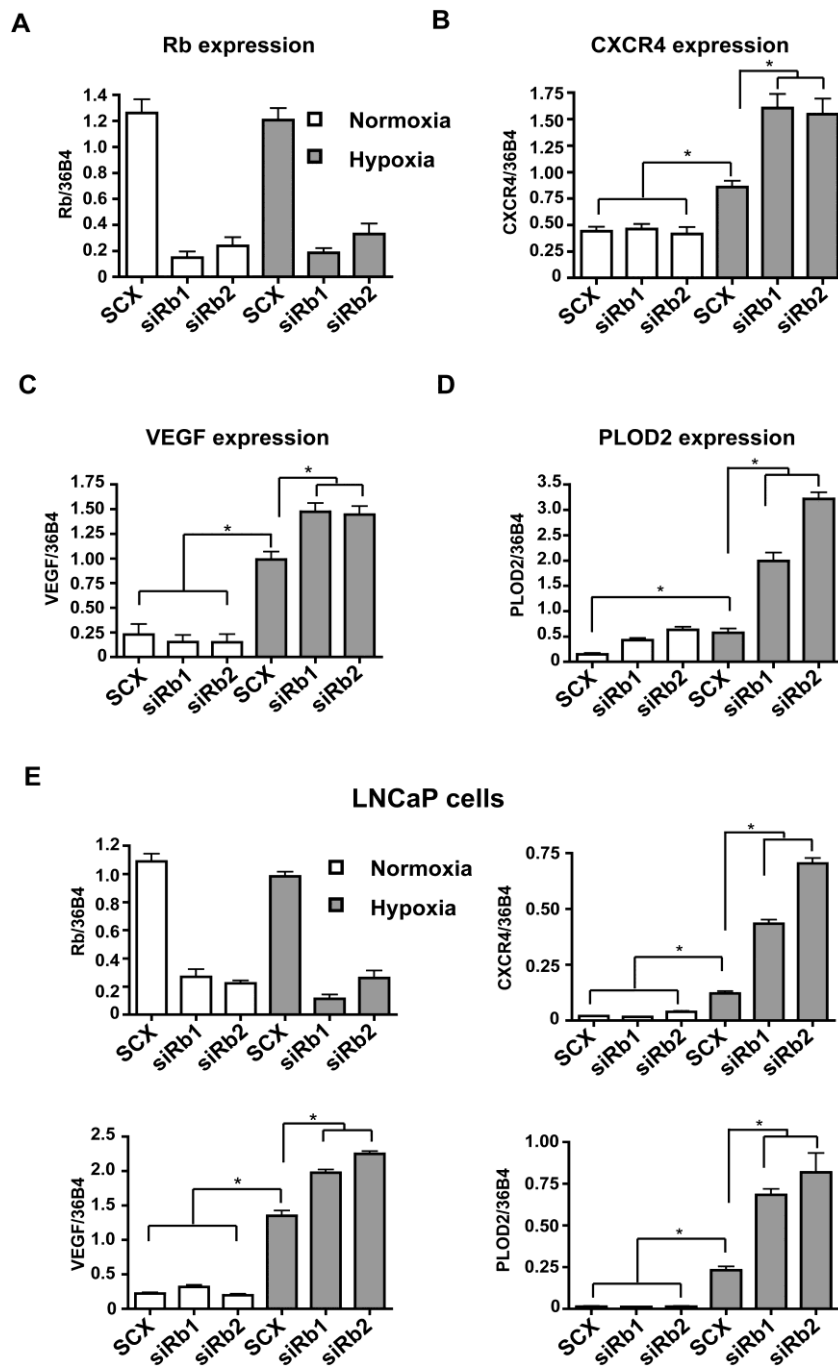 A
Rb expression
Rb/36B4
1.4
1.2
1.0
0.6
0.4
0.2
0
Normoxia
Hypoxia
SCX
siRb1
siRb2
SCX
siRb1
siRb2
B
CXCR4 expression
CXCR4/36B4
1.75
1.50
1.25
1.00
0.75
0.50
0.25
0
*
*
SCX
siRb1
siRb2
SCX
siRb1
siRb2
C
VEGF expression
VEGF/36B4
1.75
1.50
1.25
1.00
0.75
0.50
0.25
0
*
*
SCX
siRb1
siRb2
SCX
siRb1
siRb2
D
PLOD2 expression
PLOD2/36B4
3.5
3.0
2.5
2.0
1.5
1.0
0.5
0
*
*
SCX
siRb1
siRb2
SCX
siRb1
siRb2
E
LNCaP cells
Rb/36B4
1.2
1.0
0.8
0.6
0.4
0.2
0
Normoxia
Hypoxia
SCX
siRb1
siRb2
SCX
siRb1
siRb2
CXCR4/36B4
0.75
0.50
0.25
0
*
*
SCX
siRb1
siRb2
SCX
siRb1
siRb2
VEGF/36B4
2.5
2.0
1.5
1.0
0.5
0
*
*
SCX
siRb1
siRb2
SCX
siRb1
siRb2
PLOD2/36B4
1.00
0.75
0.50
0.25
0
*
*
SCX
siRb1
siRb2
SCX
siRb1
siRb2